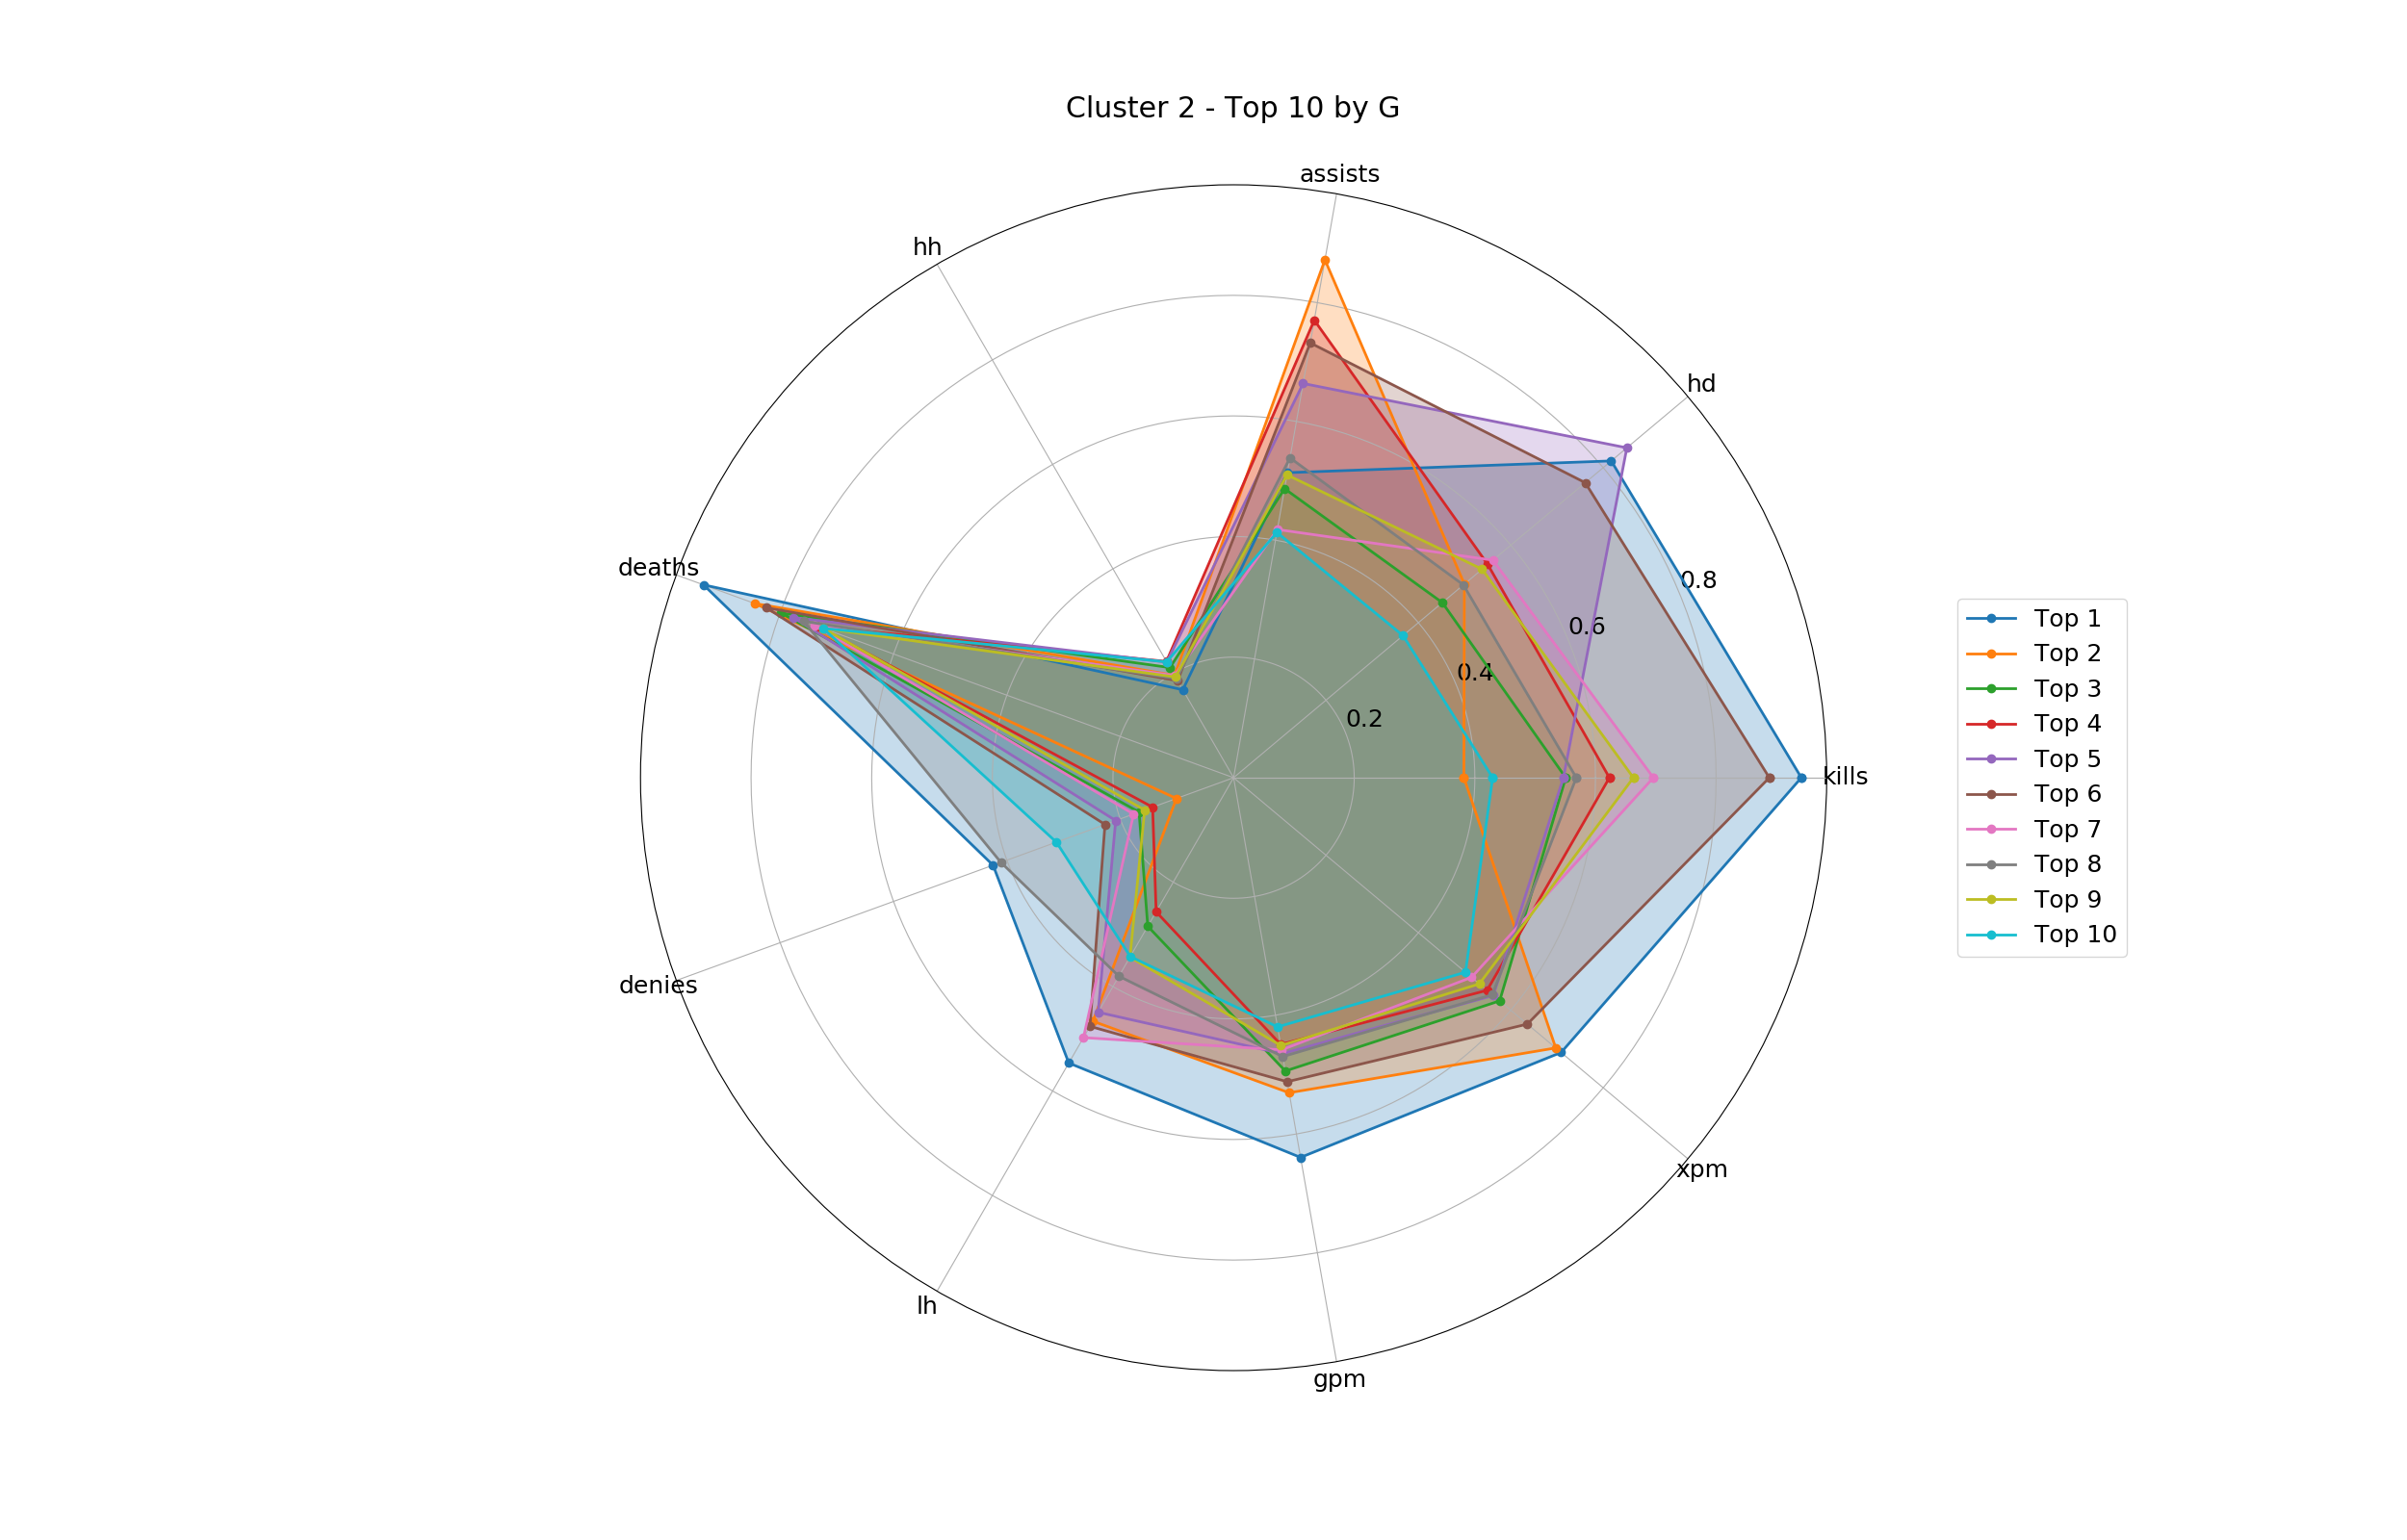 Cluster 2 - Top 10 by G
assists
hh
hd
deaths
0.8
0.6
0.4
0.2
kills
denies
lh
gpm
xpm
Top 1
Top 2
Top 3
Top 4
Top 5
Top 6
Top 7
Top 8
Top 9
Top 10